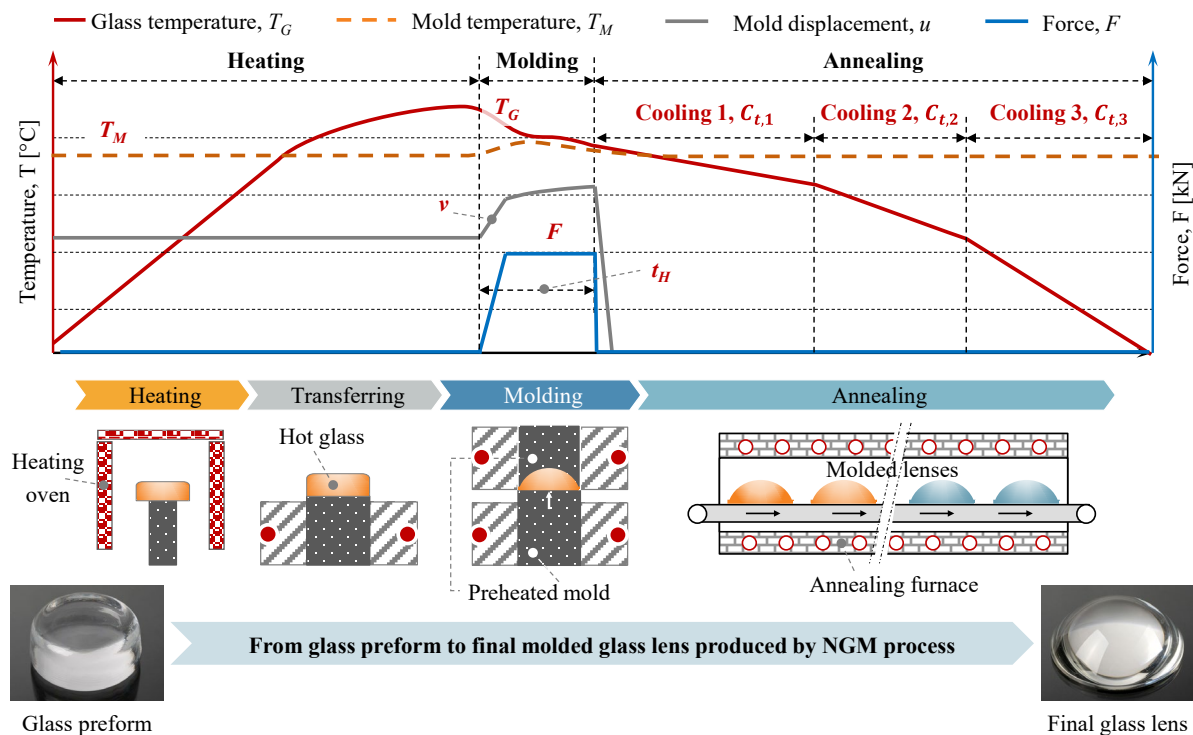 Glass temperature, T_G
Mold temperature, T_M
Mold displacement, u
Force, F
Heating
Molding
Annealing
T_M
T_G
Cooling 1, C_{t,1}
Cooling 2, C_{t,2}
Cooling 3, C_{t,3}
v
F
t_H
Temperature, T [°C]
Force, F [kN]
Heating
Transferring
Molding
Annealing
Heating
oven
Hot glass
Preheated mold
Molded lenses
Annealing furnace
From glass preform to final molded glass lens produced by NGM process
Glass preform
Final glass lens